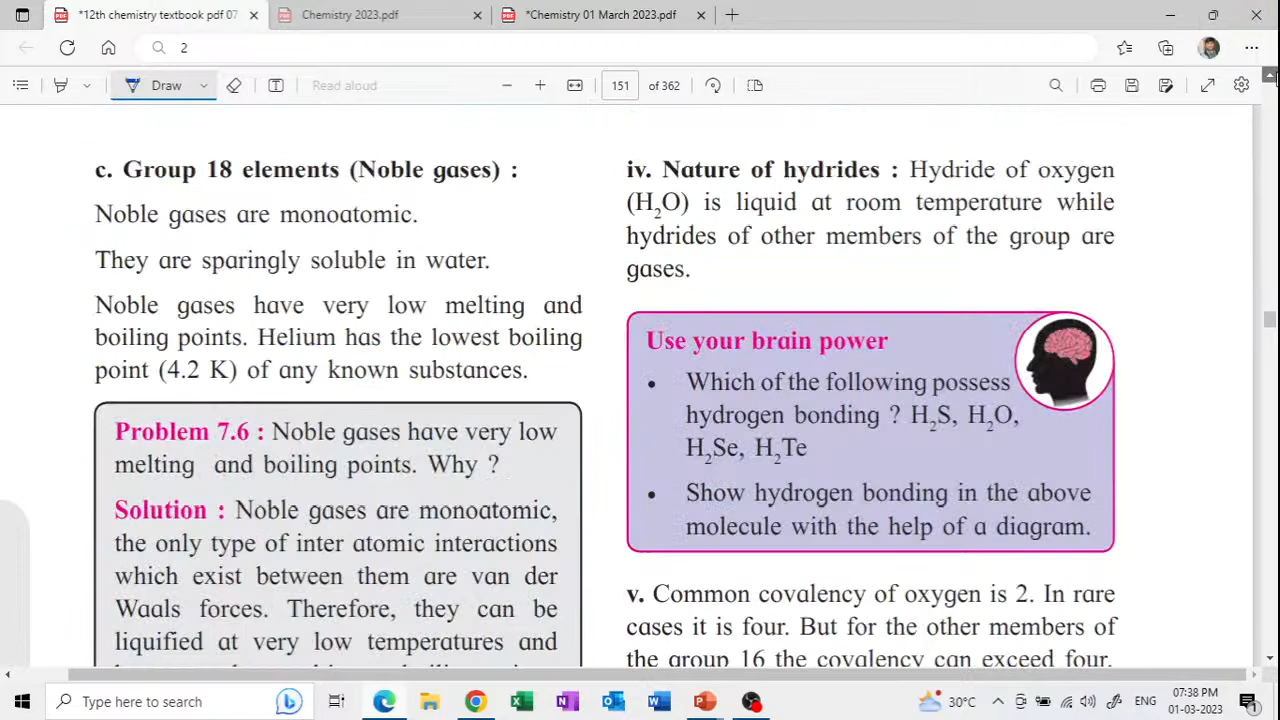 *12th chemistry textbook pdf 07
Chemistry 2023.pdf
*Chemistry 01 March 2023.pdf
2
Draw
Read aloud
151 of 362
c. Group 18 elements (Noble gases) :
Noble gases are monoatomic.
They are sparingly soluble in water.
Noble gases have very low melting and
boiling points. Helium has the lowest boiling
point (4.2 K) of any known substances.
Problem 7.6 : Noble gases have very low
melting and boiling points. Why ?
Solution : Noble gases are monoatomic,
the only type of inter atomic interactions
which exist between them are van der
Waals forces. Therefore, they can be
liquified at very low temperatures and
iv. Nature of hydrides : Hydride of oxygen
(H₂O) is liquid at room temperature while
hydrides of other members of the group are
gases.
Use your brain power
• Which of the following possess
hydrogen bonding ? H₂S, H₂O,
H₂Se, H₂Te
• Show hydrogen bonding in the above
molecule with the help of a diagram.
v. Common covalency of oxygen is 2. In rare
cases it is four. But for the other members of
the group 16 the covalency can exceed four.
Type here to search
30°C
ENG
07:38 PM
01-03-2023
1